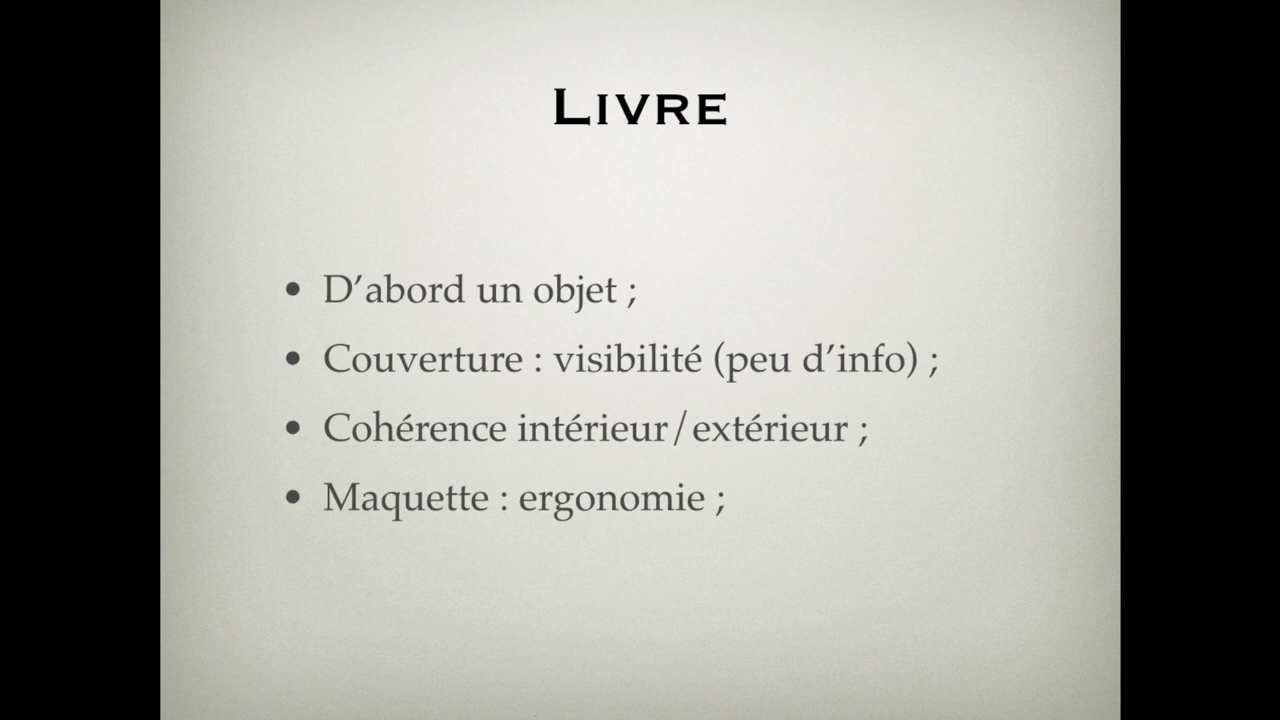 LIVRE
• D’abord un objet ;
• Couverture : visibilité (peu d’info) ;
• Cohérence intérieur/extérieur ;
• Maquette : ergonomie ;